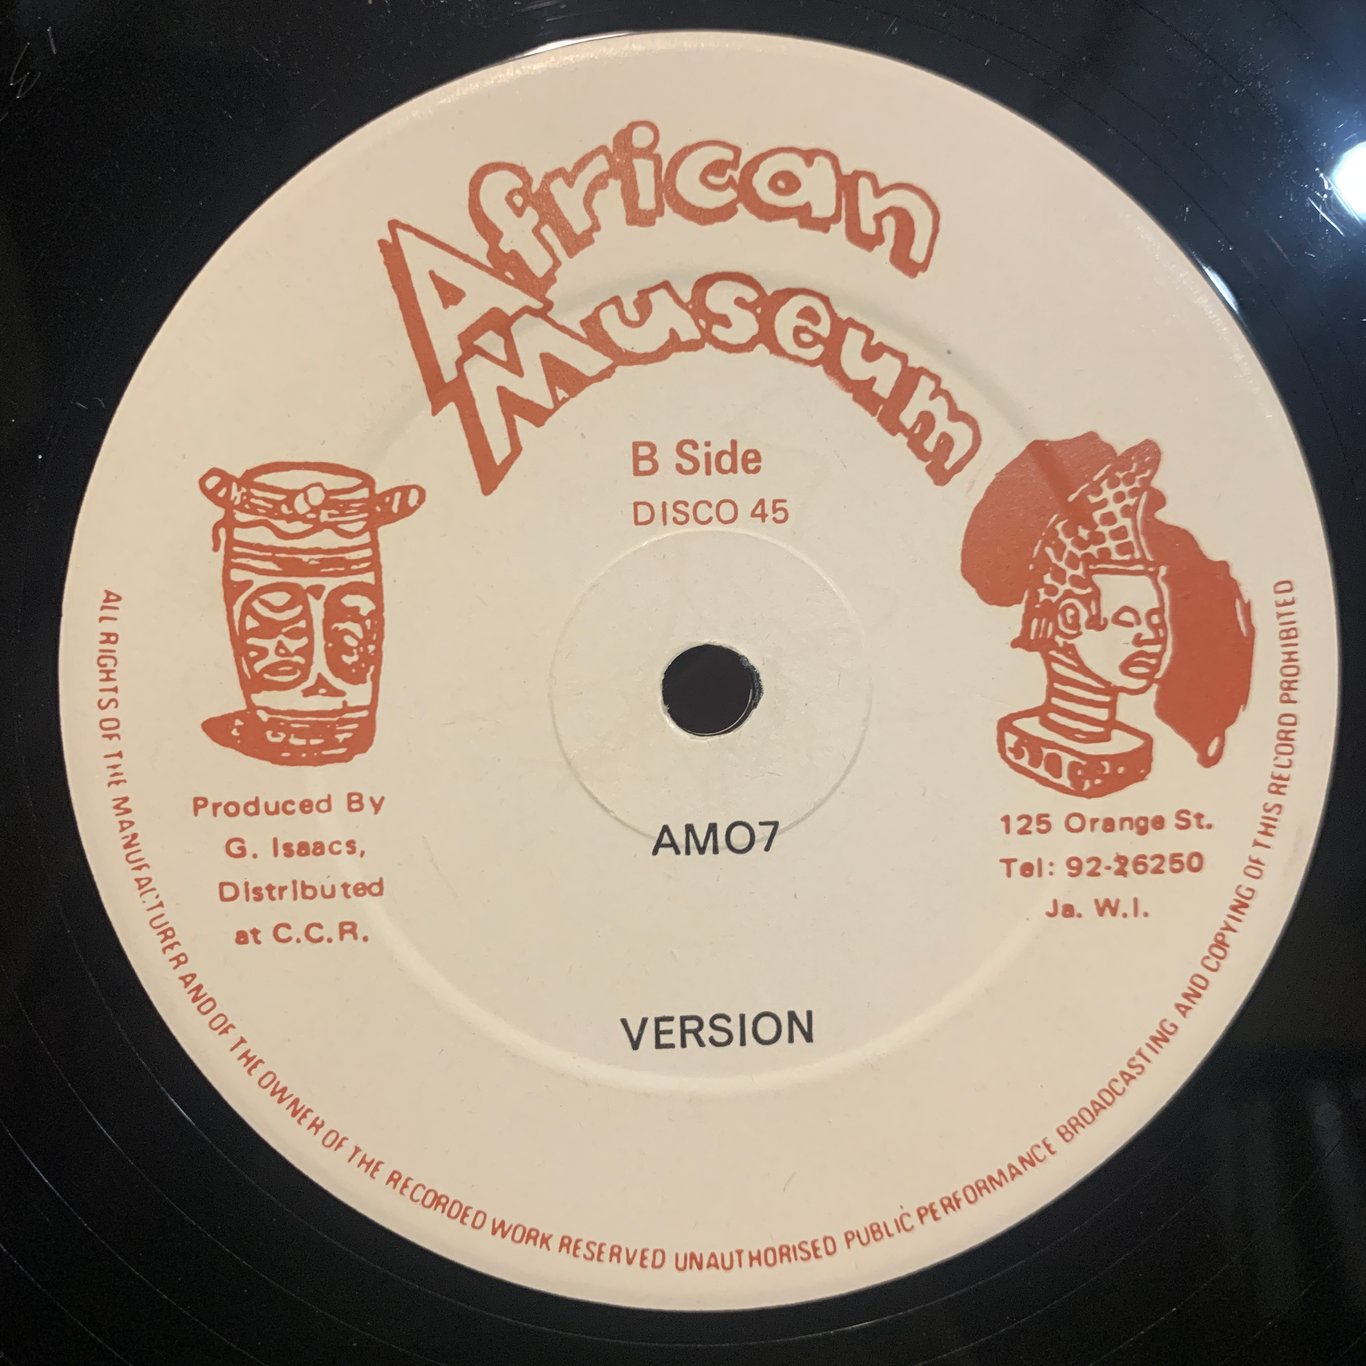 African
Museum
B Side
DISCO 45
AMO7
VERSION
Produced By
G. Isaacs,
Distributed
at C.C.R.
125 Orange St.
Tel: 92-26250
Ja. W.I.
ALL RIGHTS OF THE MANUFACTURER AND OF THE OWNER OF THE RECORDED WORK RESERVED UNAUTHORISED PUBLIC PERFORMANCE BROADCASTING AND COPYING OF THIS RECORD PROHIBITED